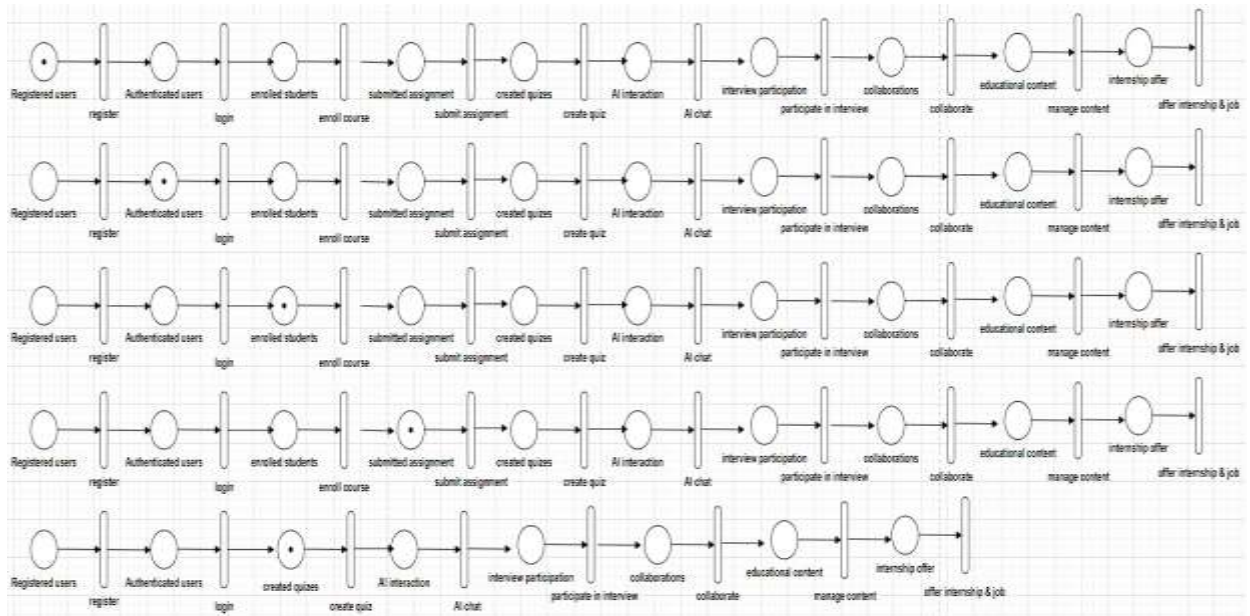 Registered users Authenticated users enrolled students submitted assignment created quizes AI interaction interview participation collaborations educational content internship offer
register login enroll course submit assignment create quiz AI chat participate in interview collaborate manage content offer internship & job
Registered users Authenticated users enrolled students submitted assignment created quizes AI interaction interview participation collaborations educational content internship offer
register login enroll course submit assignment create quiz AI chat participate in interview collaborate manage content offer internship & job
Registered users Authenticated users enrolled students submitted assignment created quizes AI interaction interview participation collaborations educational content internship offer
register login enroll course submit assignment create quiz AI chat participate in interview collaborate manage content offer internship & job
Registered users Authenticated users enrolled students submitted assignment created quizes AI interaction interview participation collaborations educational content internship offer
register login enroll course submit assignment create quiz AI chat participate in interview collaborate manage content offer internship & job
Registered users Authenticated users created quizes AI interaction interview participation collaborations educational content internship offer
register login create quiz AI chat participate in interview collaborate manage content offer internship & job